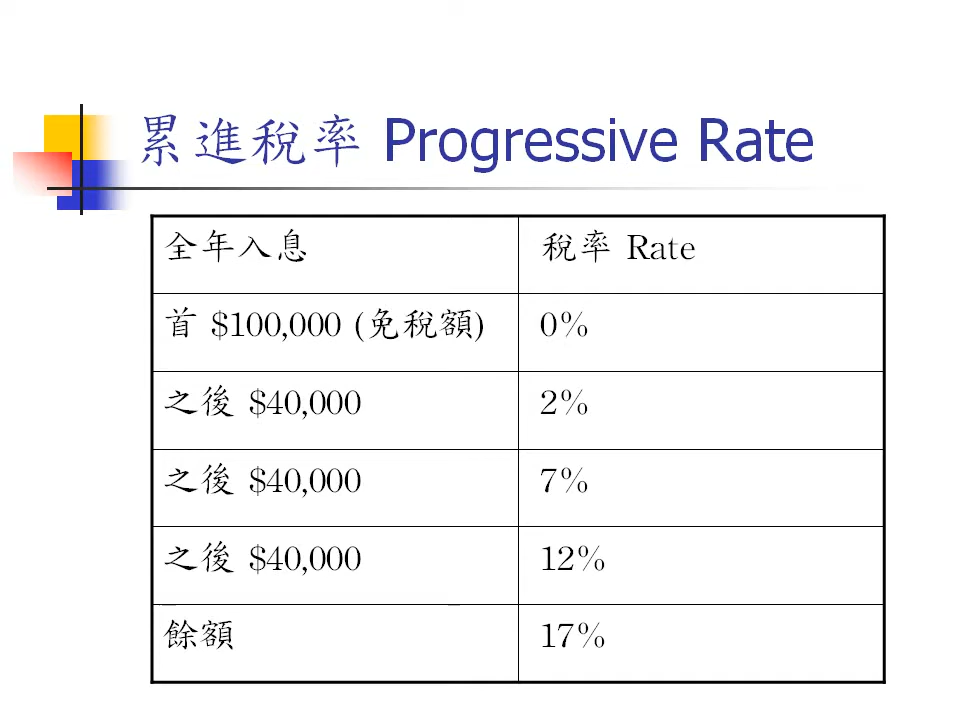 累進稅率 Progressive Rate
全年入息 稅率 Rate
首 $100,000 (免稅額) 0%
之後 $40,000 2%
之後 $40,000 7%
之後 $40,000 12%
餘額 17%